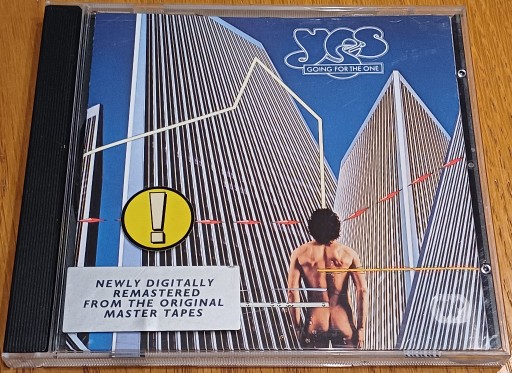 YES
GOING FOR THE ONE
!
NEWLY DIGITALLY
REMASTERED
FROM THE ORIGINAL
MASTER TAPES